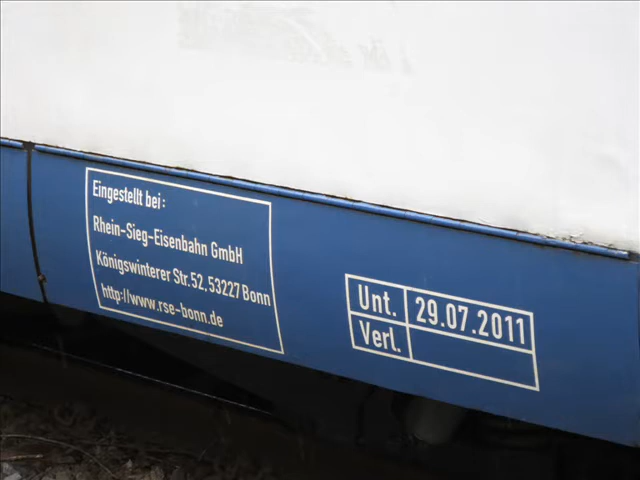 Eingestellt bei:
Rhein-Sieg-Eisenbahn GmbH
Königswinterer Str.52.53227 Bonn
http://www.rse-bonn.de
Unt. 29.07.2011
Verl.